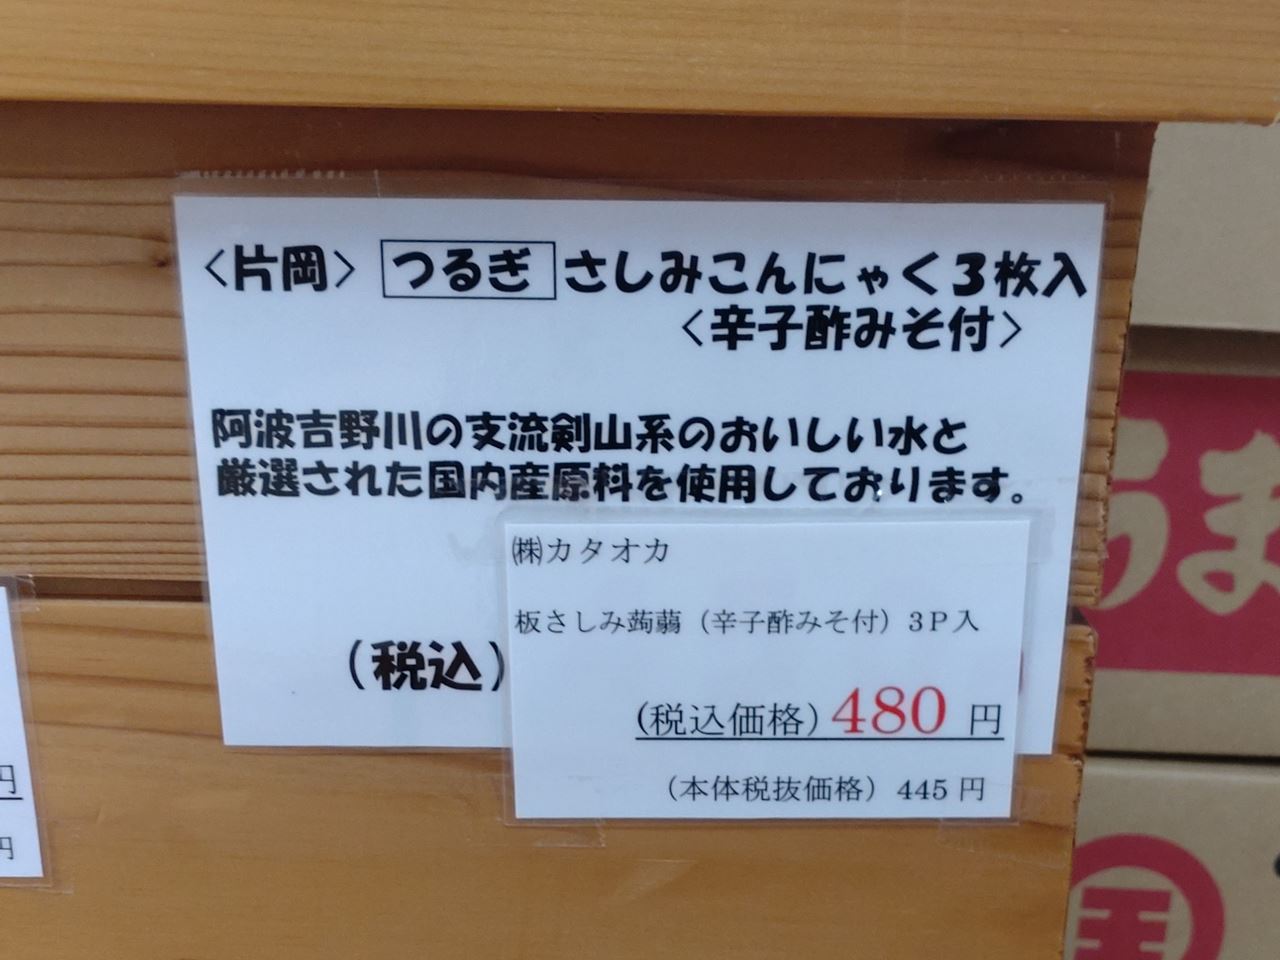 〈片岡〉 つるぎ さしみこんにゃく３枚入
〈辛子酢みそ付〉
阿波吉野川の支流剣山系のおいしい水と
厳選された国内産原料を使用しております。
(税込)
㈱カタオカ
板さしみ蒟蒻（辛子酢みそ付）3P入
(税込価格) 480 円
（本体税抜価格）445 円
円
円
うま